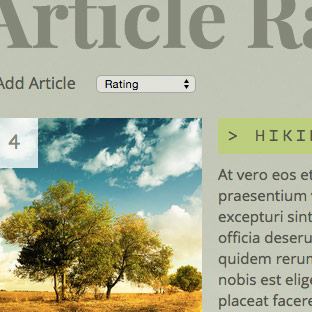 Article Ra
Add Article
Rating
4
> HIKI
At vero eos et
praesentium
excepturi sint
officia deseru
quidem rerum
nobis est elige
placeat facere